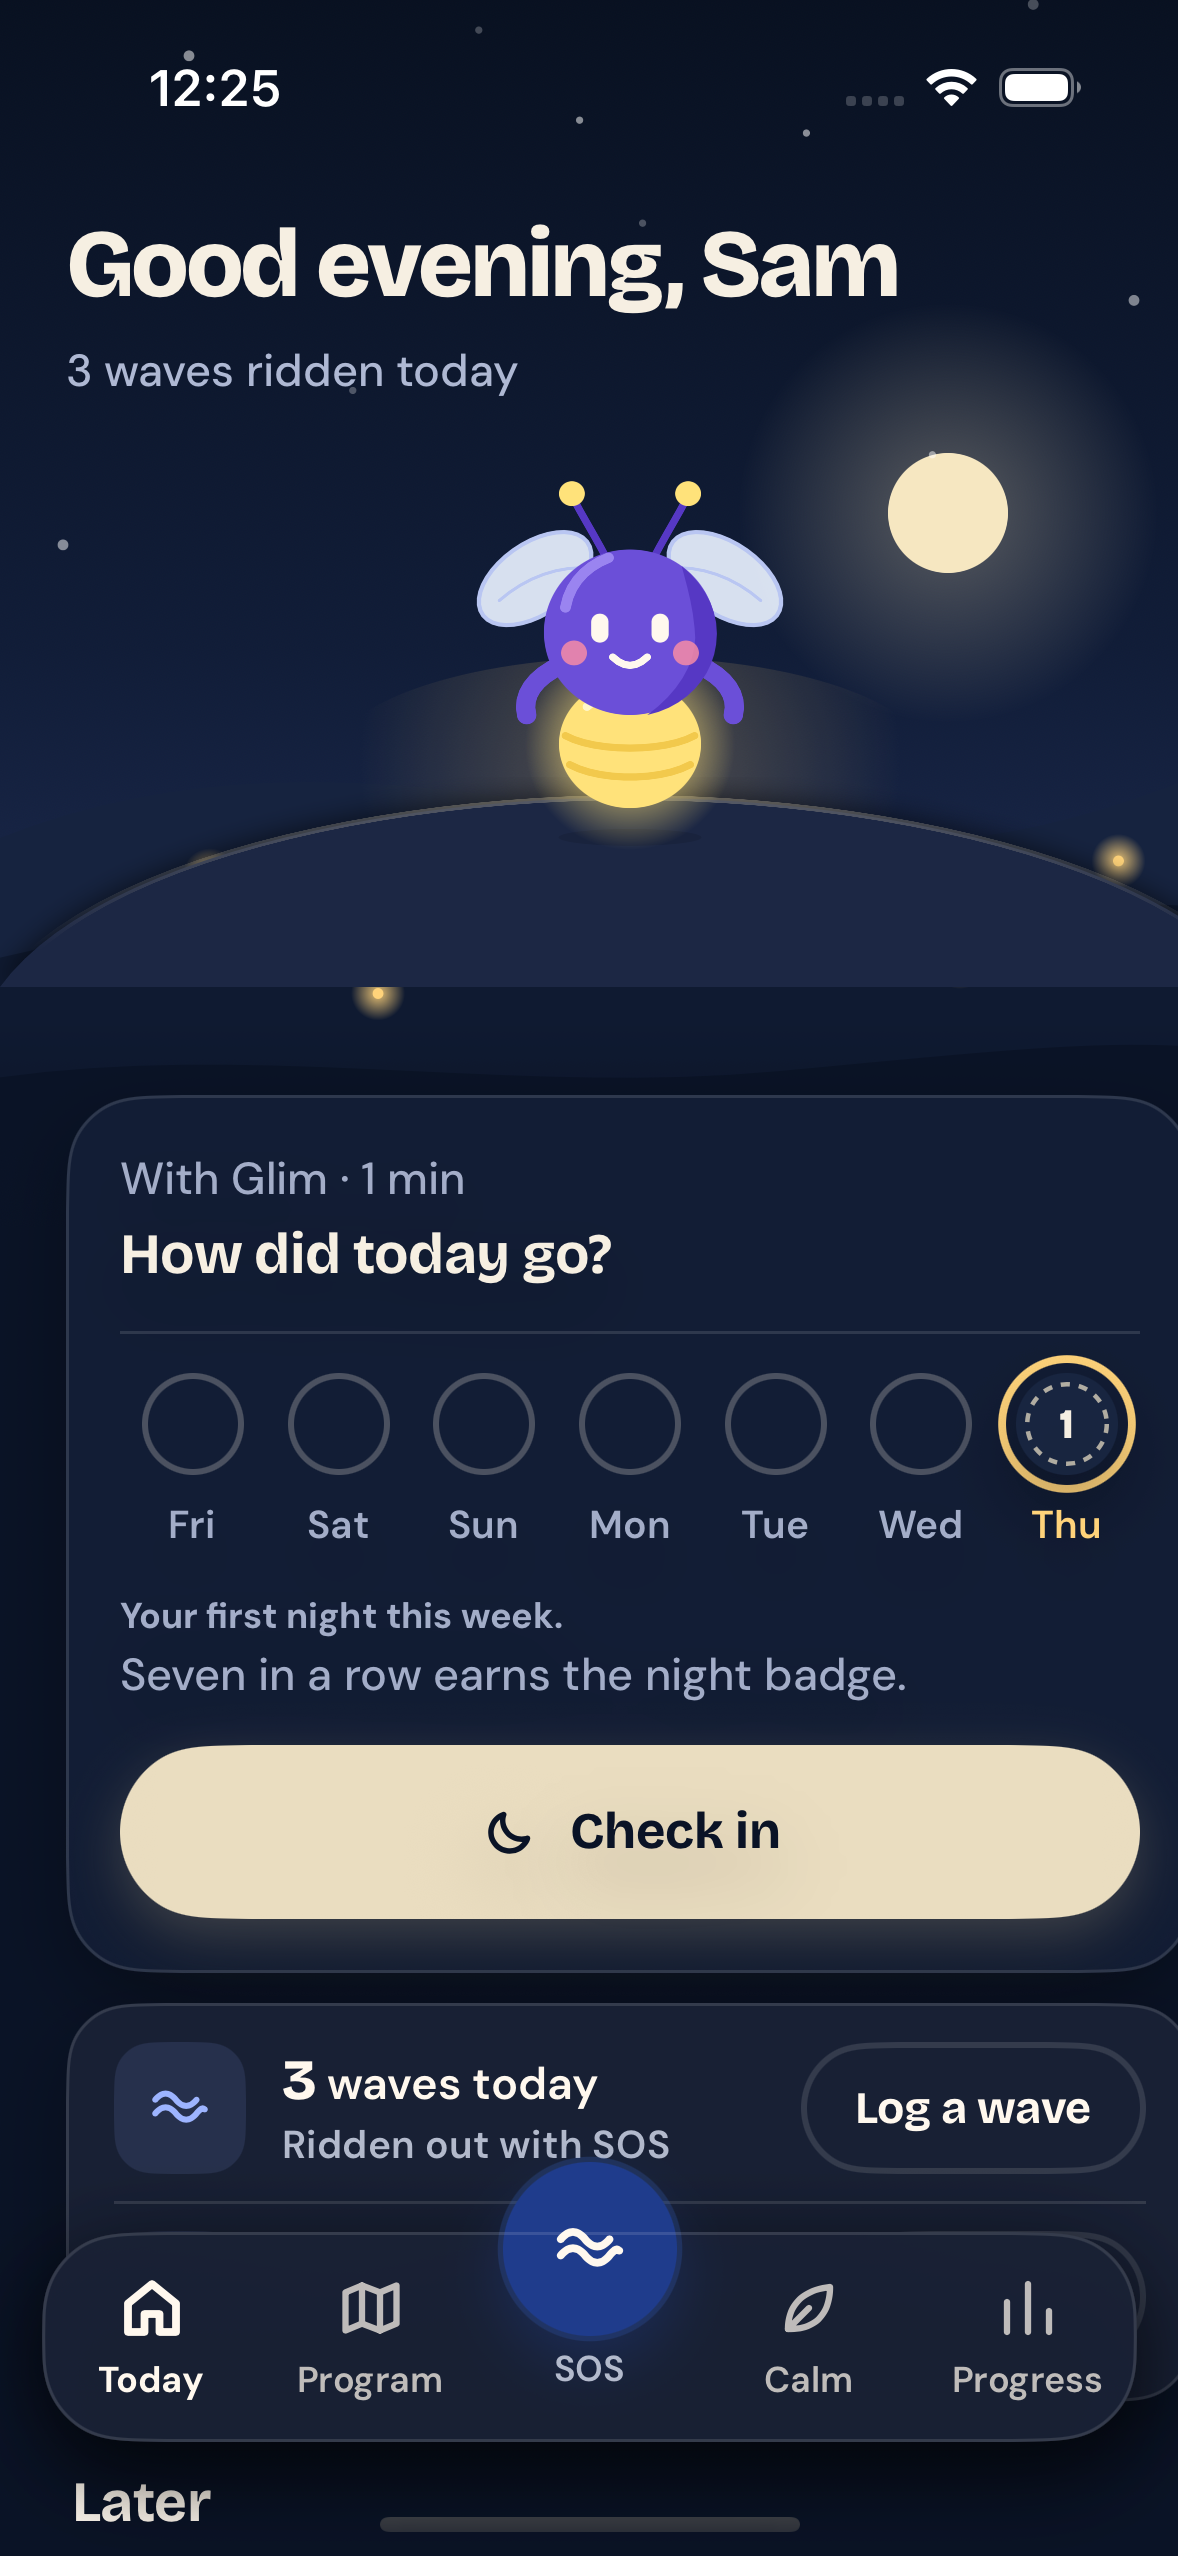 12:25
Good evening, Sam
3 waves ridden today
With Glim · 1 min
How did today go?
1
Fri Sat Sun Mon Tue Wed Thu
Your first night this week.
Seven in a row earns the night badge.
Check in
3 waves today
Ridden out with SOS
Log a wave
Today
Program
SOS
Calm
Progress
Later